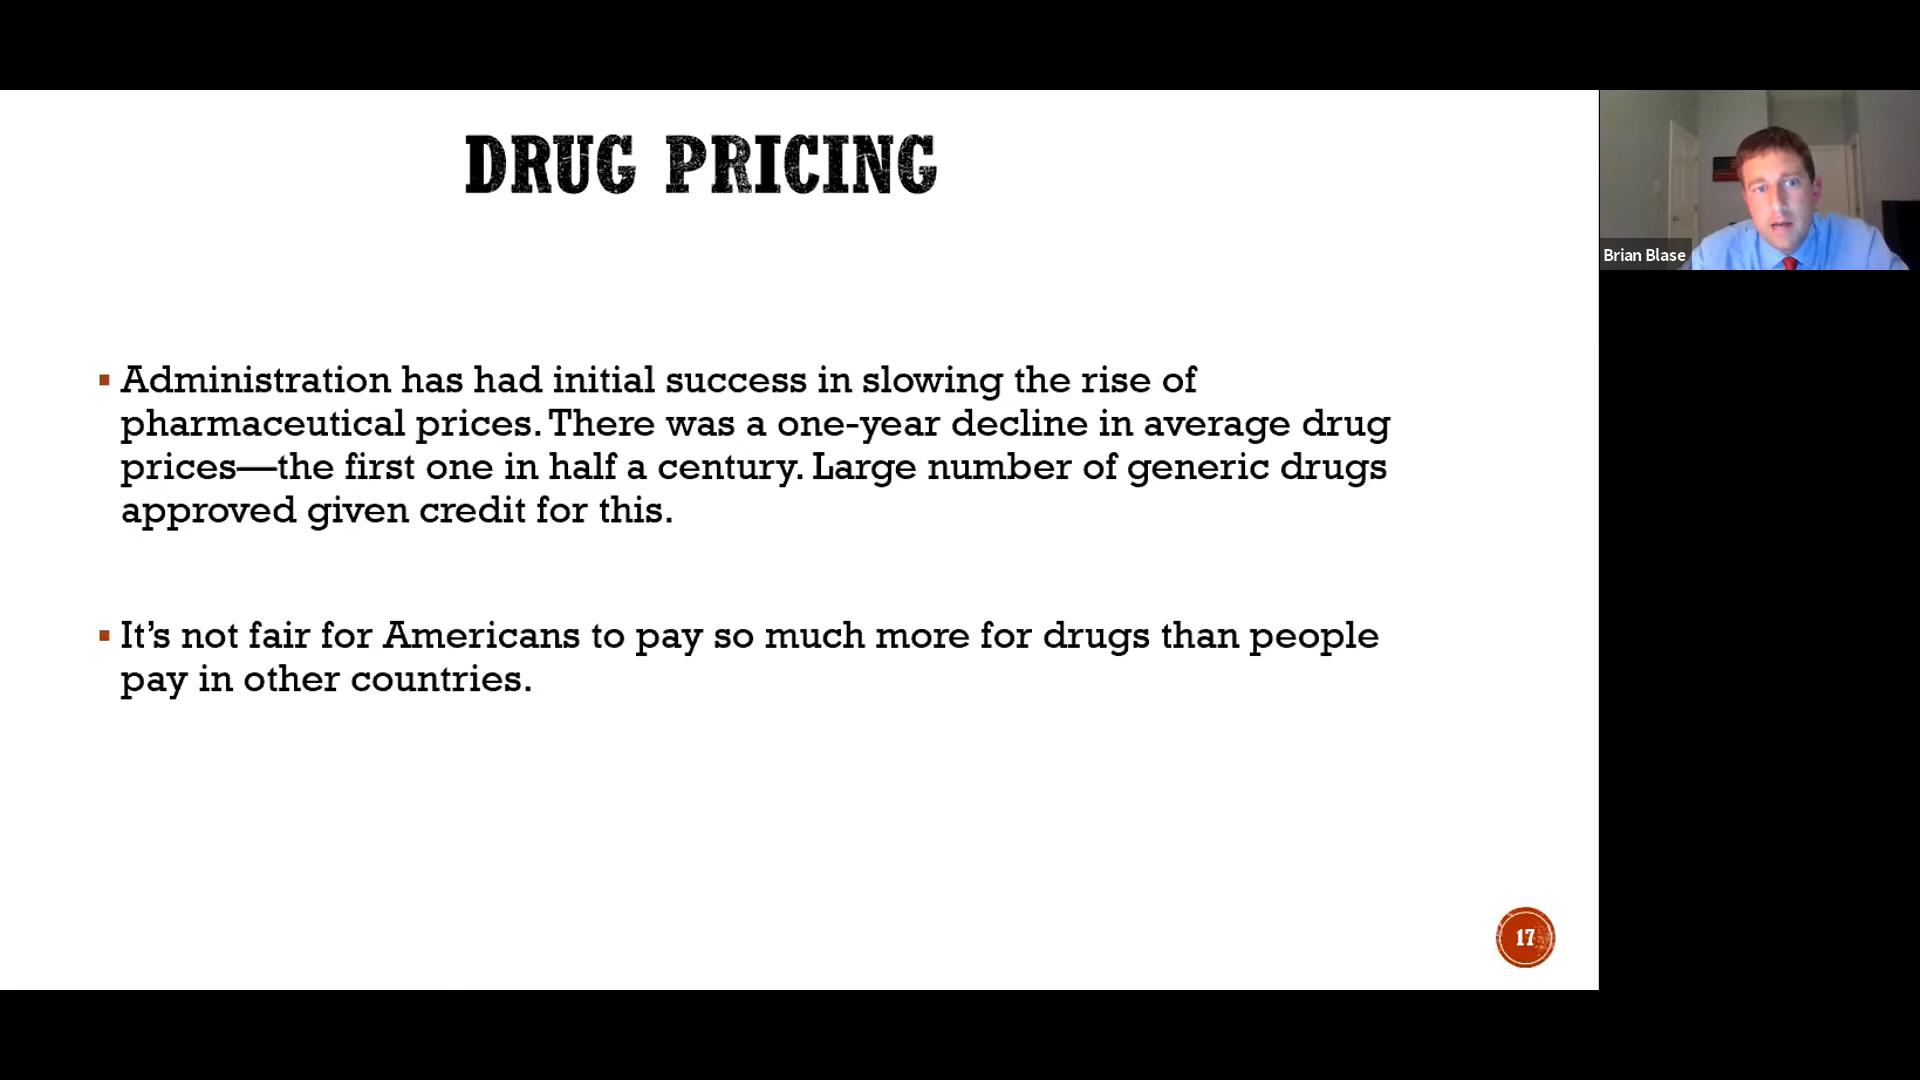 DRUG PRICING
Brian Blase
▪ Administration has had initial success in slowing the rise of
pharmaceutical prices. There was a one-year decline in average drug
prices—the first one in half a century. Large number of generic drugs
approved given credit for this.
▪ It’s not fair for Americans to pay so much more for drugs than people
pay in other countries.
17